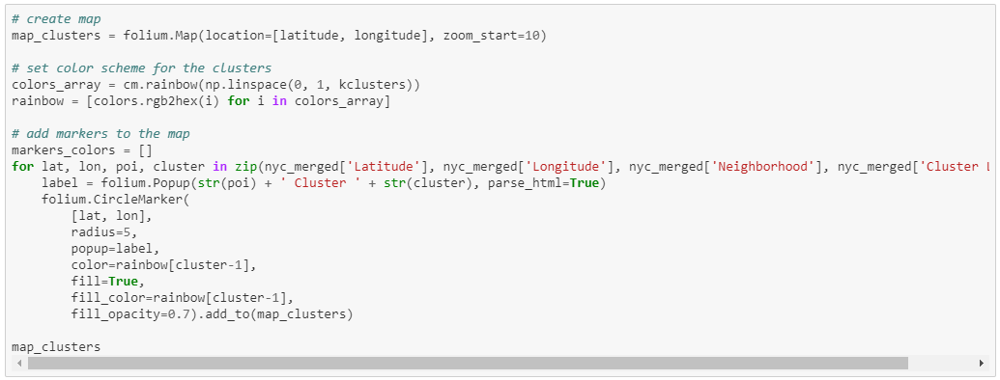 # create map
map_clusters = folium.Map(location=[latitude, longitude], zoom_start=10)

# set color scheme for the clusters
colors_array = cm.rainbow(np.linspace(0, 1, kclusters))
rainbow = [colors.rgb2hex(i) for i in colors_array]

# add markers to the map
markers_colors = []
for lat, lon, poi, cluster in zip(nyc_merged['Latitude'], nyc_merged['Longitude'], nyc_merged['Neighborhood'], nyc_merged['Cluster
    label = folium.Popup(str(poi) + ' Cluster ' + str(cluster), parse_html=True)
    folium.CircleMarker(
        [lat, lon],
        radius=5,
        popup=label,
        color=rainbow[cluster-1],
        fill=True,
        fill_color=rainbow[cluster-1],
        fill_opacity=0.7).add_to(map_clusters)

map_clusters